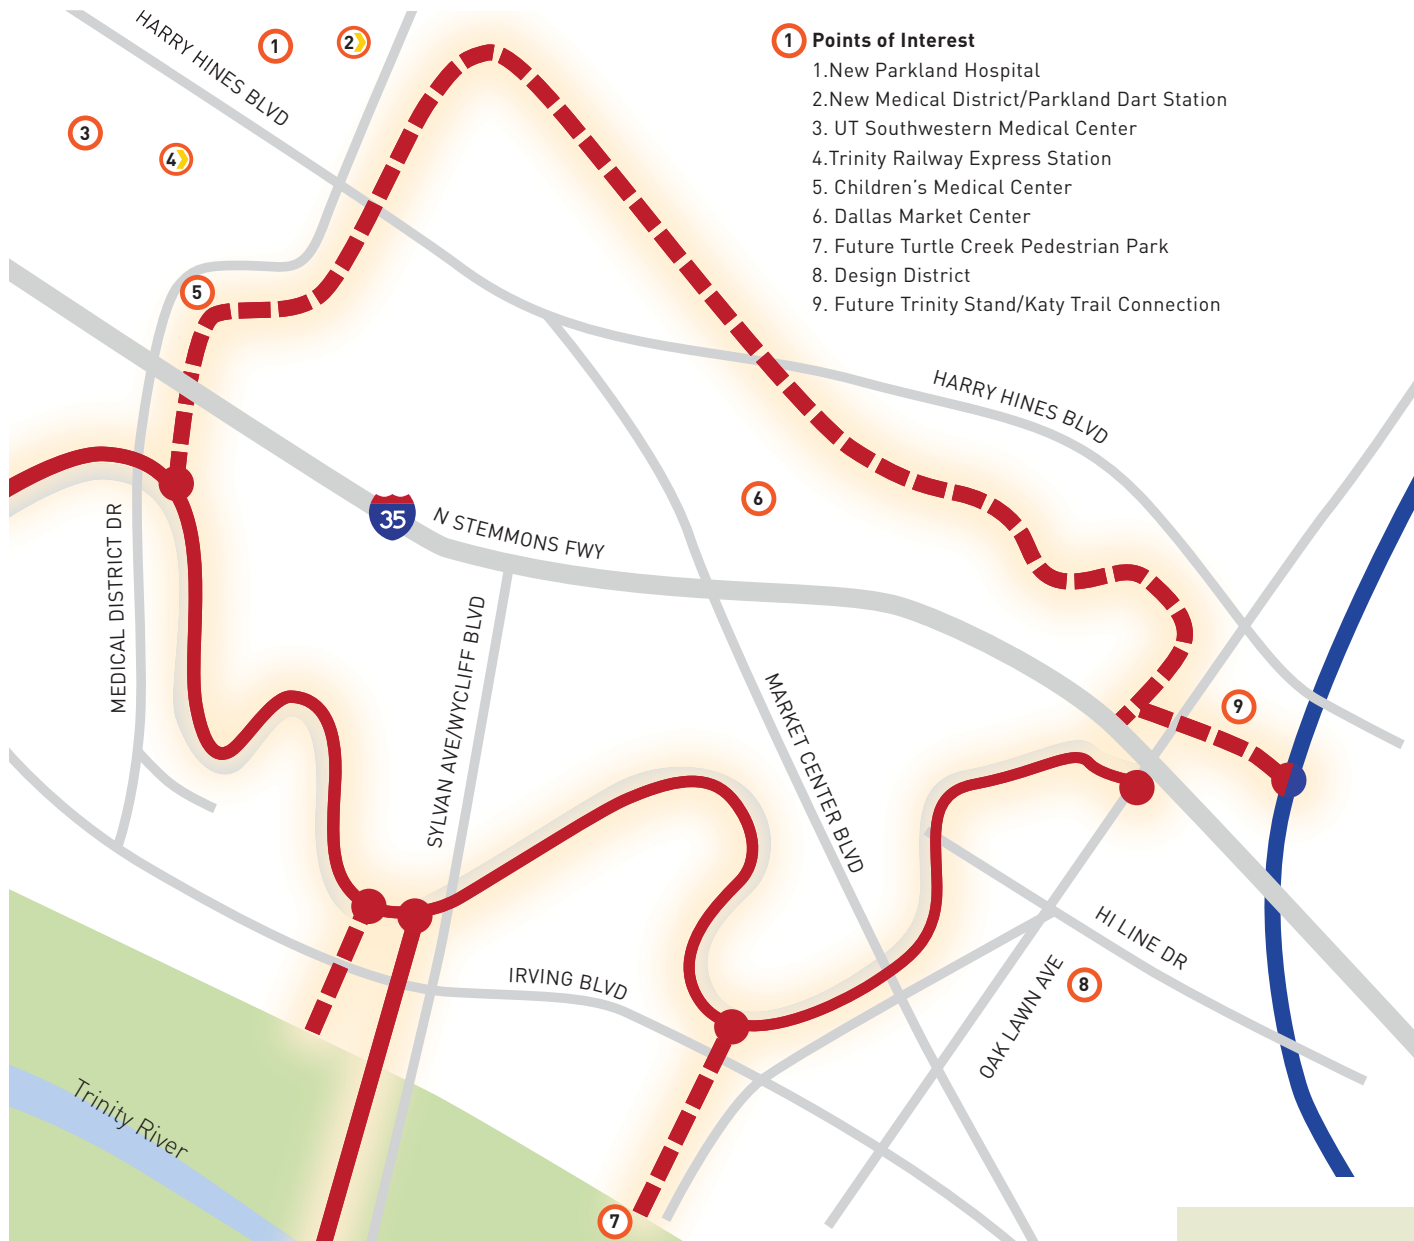 1 Points of Interest
1.New Parkland Hospital
2.New Medical District/Parkland Dart Station
3. UT Southwestern Medical Center
4.Trinity Railway Express Station
5. Children's Medical Center
6. Dallas Market Center
7. Future Turtle Creek Pedestrian Park
8. Design District
9. Future Trinity Stand/Katy Trail Connection
HARRY HINES BLVD
1
2
3
4
5
HARRY HINES BLVD
6
35
N STEMMONS FWY
MEDICAL DISTRICT DR
SYLVAN AVE/WYCLIFF BLVD
MARKET CENTER BLVD
9
HI LINE DR
IRVING BLVD
OAK LAWN AVE
8
Trinity River
7